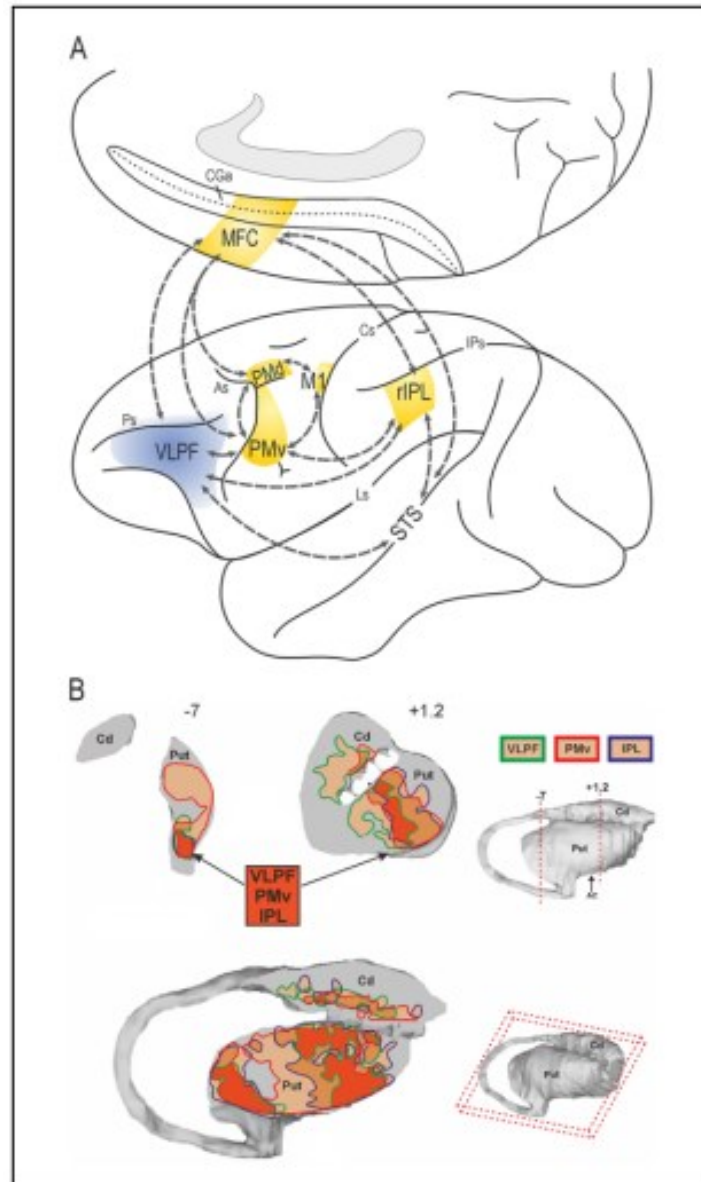 A
CGa
MFC
Cs
IPs
PMd
As
M1
rIPL
Ps
VLPF
PMv
Ls
STS
B
-7
+1.2
Cd
Put
Cd
Put
VLPF PMv IPL
-7
+1.2
Cd
Put
VLPF
PMv
IPL
Cd
Put
Cd
Put